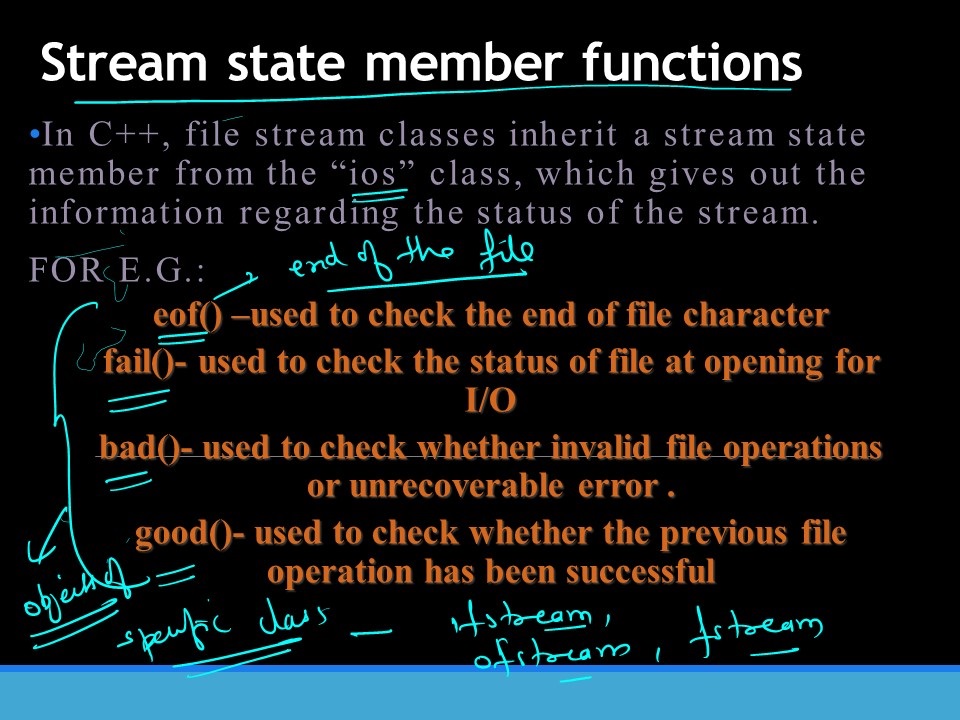 Stream state member functions
•In C++, file stream classes inherit a stream state
member from the “ios” class, which gives out the
information regarding the status of the stream.
end of the file
FOR E.G.:
eof() –used to check the end of file character
fail()- used to check the status of file at opening for
I/O
bad()- used to check whether invalid file operations
or unrecoverable error .
good()- used to check whether the previous file
operation has been successful
objects of
specific class – ifstream,
ofstream, fstream